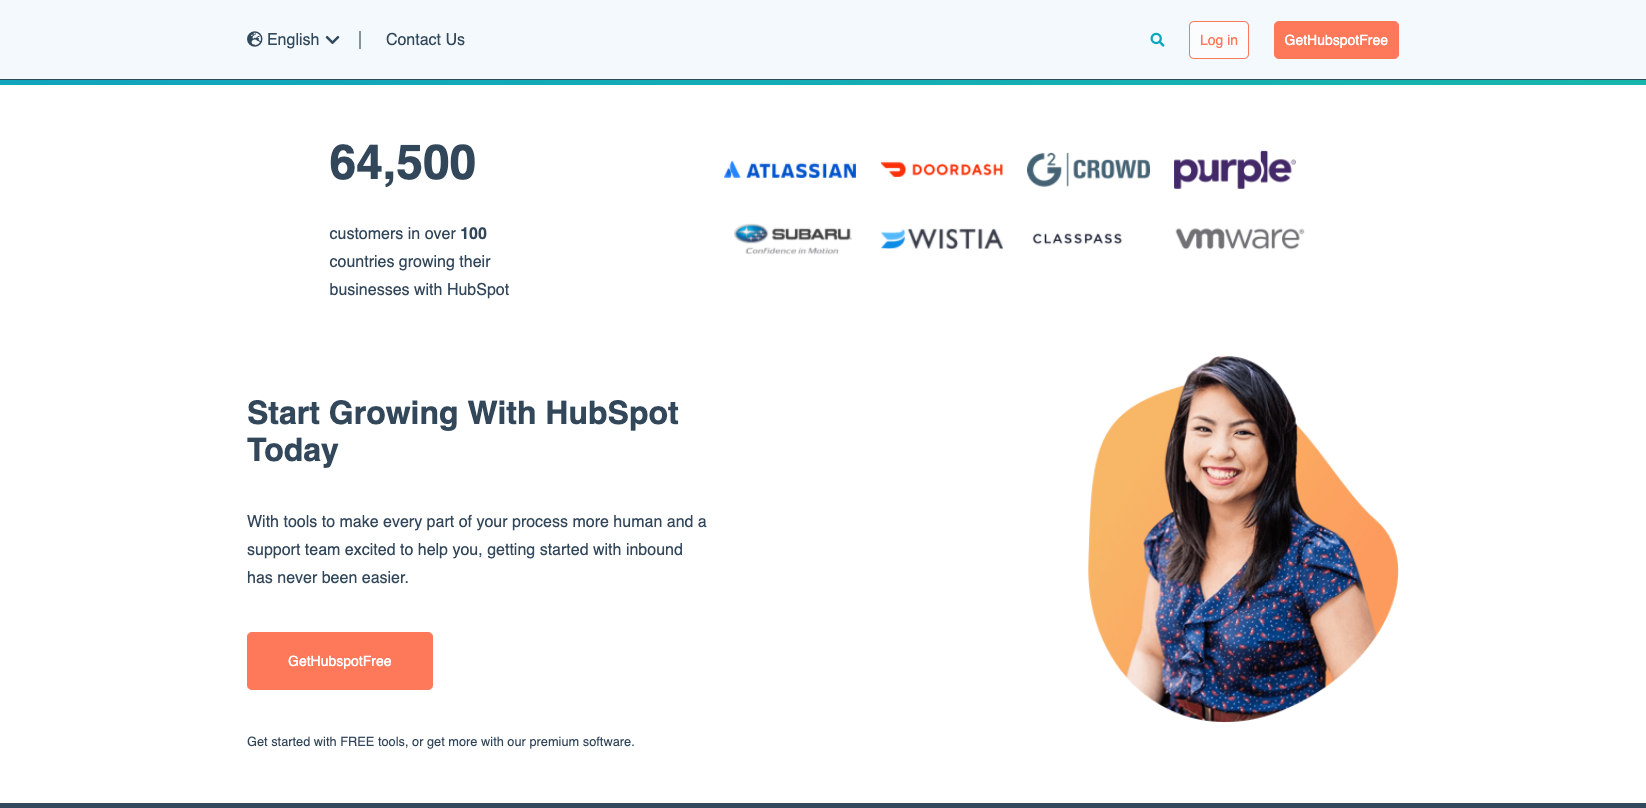 English | Contact Us
Log in
GetHubspotFree
64,500
customers in over 100
countries growing their
businesses with HubSpot
ATLASSIAN
DOORDASH
G2 | CROWD
purple®
SUBARU
Confidence in Motion
WISTIA
CLASSPASS
vmware®
Start Growing With HubSpot
Today
With tools to make every part of your process more human and a
support team excited to help you, getting started with inbound
has never been easier.
GetHubspotFree
Get started with FREE tools, or get more with our premium software.